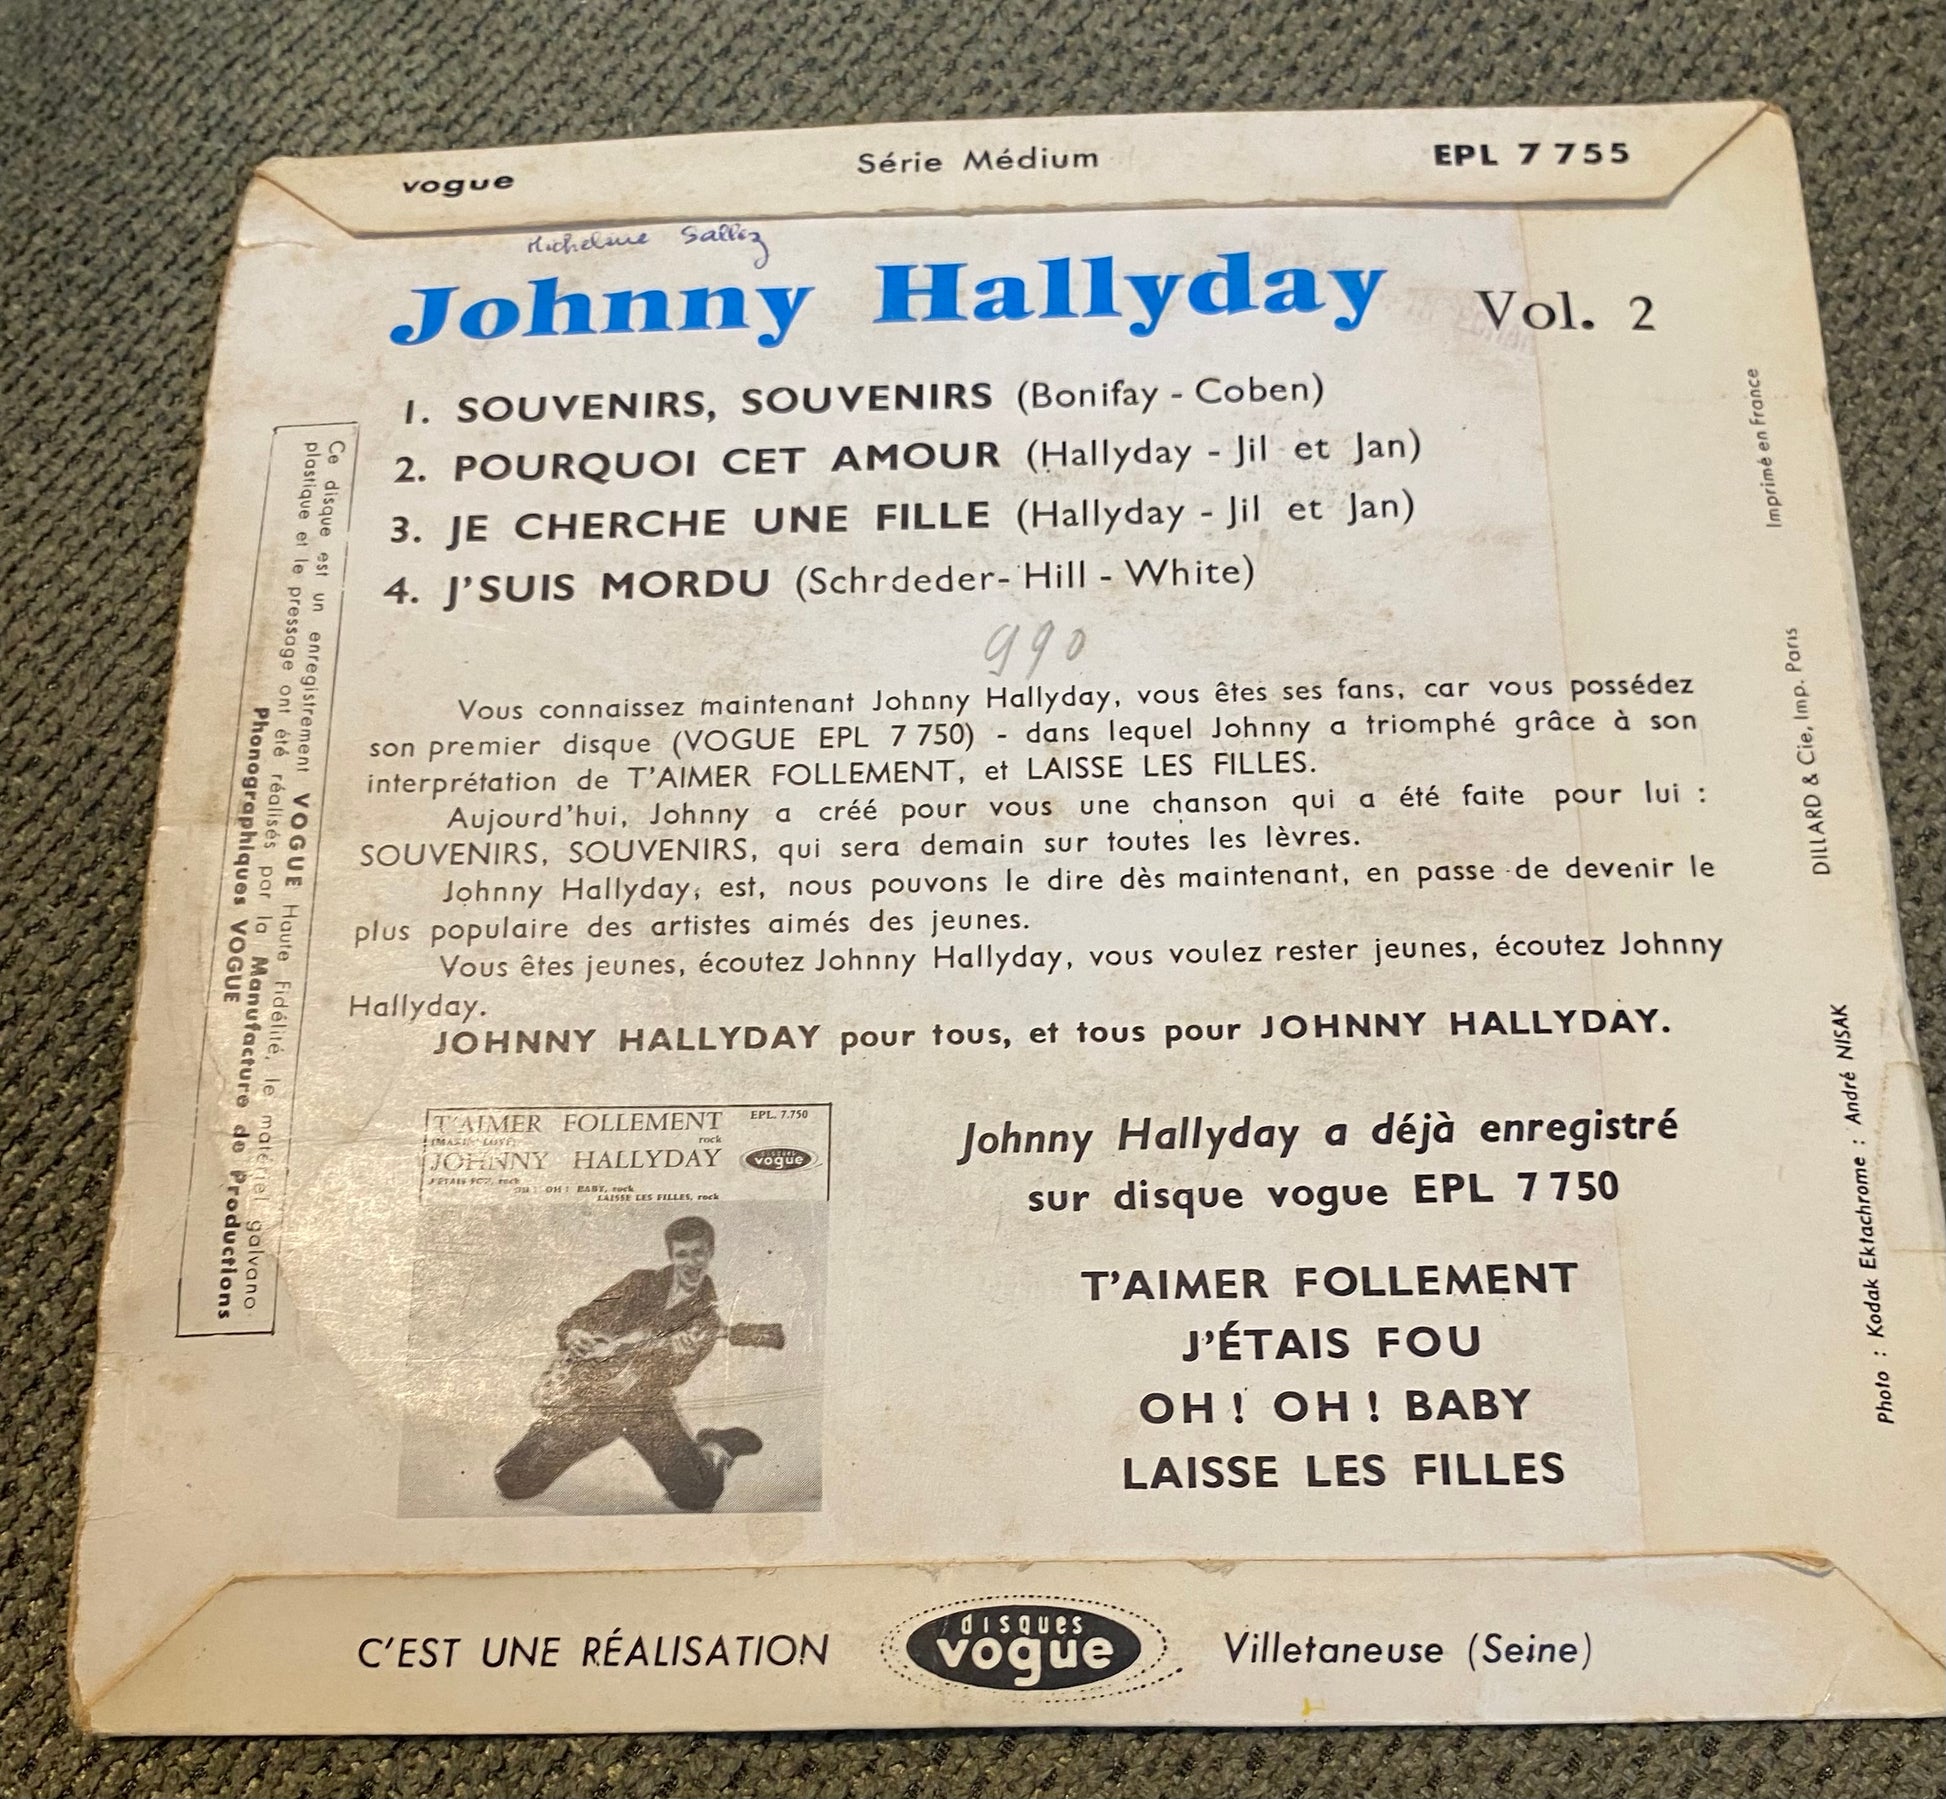 vogue Série Médium EPL 7 755
Micheline Sallez
Johnny Hallyday Vol. 2
1. SOUVENIRS, SOUVENIRS (Bonifay - Coben)
2. POURQUOI CET AMOUR (Hallyday - Jil et Jan)
3. JE CHERCHE UNE FILLE (Hallyday - Jil et Jan)
4. J'SUIS MORDU (Schrdeder- Hill - White)
990
Vous connaissez maintenant Johnny Hallyday, vous êtes ses fans, car vous possédez
son premier disque (VOGUE EPL 7 750) - dans lequel Johnny a triomphé grâce à son
interprétation de T'AIMER FOLLEMENT, et LAISSE LES FILLES.
Aujourd'hui, Johnny a créé pour vous une chanson qui a été faite pour lui :
SOUVENIRS, SOUVENIRS, qui sera demain sur toutes les lèvres.
Johnny Hallyday, est, nous pouvons le dire dès maintenant, en passe de devenir le
plus populaire des artistes aimés des jeunes.
Vous êtes jeunes, écoutez Johnny Hallyday, vous voulez rester jeunes, écoutez Johnny
Hallyday.
JOHNNY HALLYDAY pour tous, et tous pour JOHNNY HALLYDAY.
T'AIMER FOLLEMENT EPL. 7.750
rock
JOHNNY HALLYDAY disques vogue
J'ETAIS FOU, rock
OH ! OH ! BABY, rock
LAISSE LES FILLES, rock
Johnny Hallyday a déjà enregistré
sur disque vogue EPL 7 750
T'AIMER FOLLEMENT
J'ÉTAIS FOU
OH ! OH ! BABY
LAISSE LES FILLES
Ce disque est un enregistrement VOGUE Haute Fidélité, le matériel galvano-
plastique et le pressage ont été réalisés par la Manufacture de Productions
Phonographiques VOGUE
Imprimé en France
DILLARD & Cie, Imp. Paris
Photo : Kodak Ektachrome : André NISAK
C'EST UNE RÉALISATION disques vogue Villetaneuse (Seine)